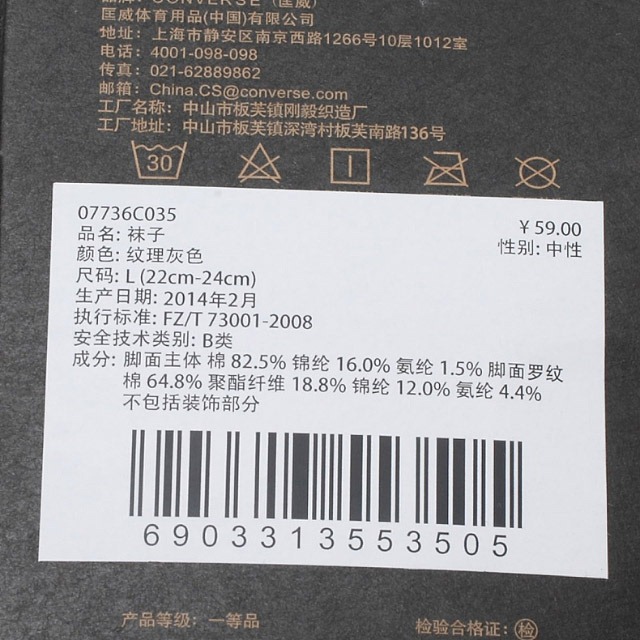 品牌：CONVERSE（匡威）
匡威体育用品(中国)有限公司
地址：上海市静安区南京西路1266号10层1012室
电话：4001-098-098
传真：021-62889862
邮箱：China.CS@converse.com
工厂名称：中山市板芙镇刚毅织造厂
工厂地址：中山市板芙镇深湾村板芙南路136号
30
07736C035
￥59.00
品名: 袜子
性别: 中性
颜色: 纹理灰色
尺码: L (22cm-24cm)
生产日期: 2014年2月
执行标准: FZ/T 73001-2008
安全技术类别: B类
成分: 脚面主体 棉 82.5% 锦纶 16.0% 氨纶 1.5% 脚面罗纹
棉 64.8% 聚酯纤维 18.8% 锦纶 12.0% 氨纶 4.4%
不包括装饰部分
6903313553505
产品等级：一等品
检验合格证：检